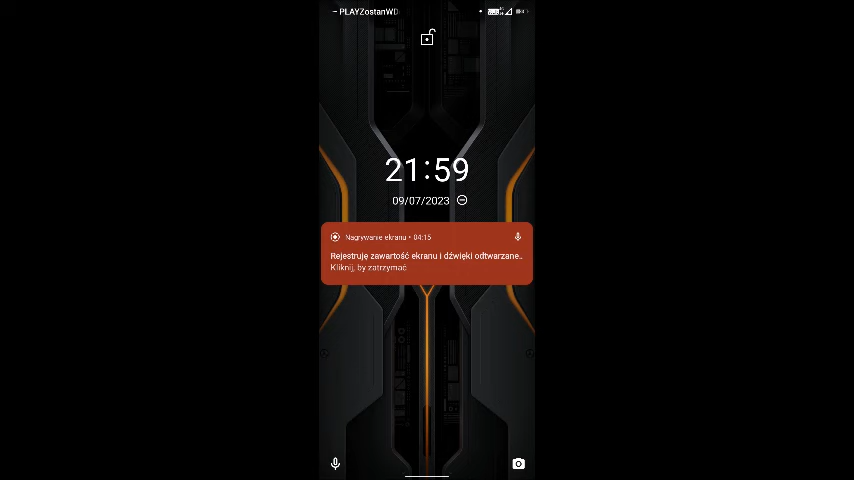 – PLAYZostanWD
21:59
09/07/2023
Nagrywanie ekranu • 04:15
Rejestruję zawartość ekranu i dźwięki odtwarzane..
Kliknij, by zatrzymać